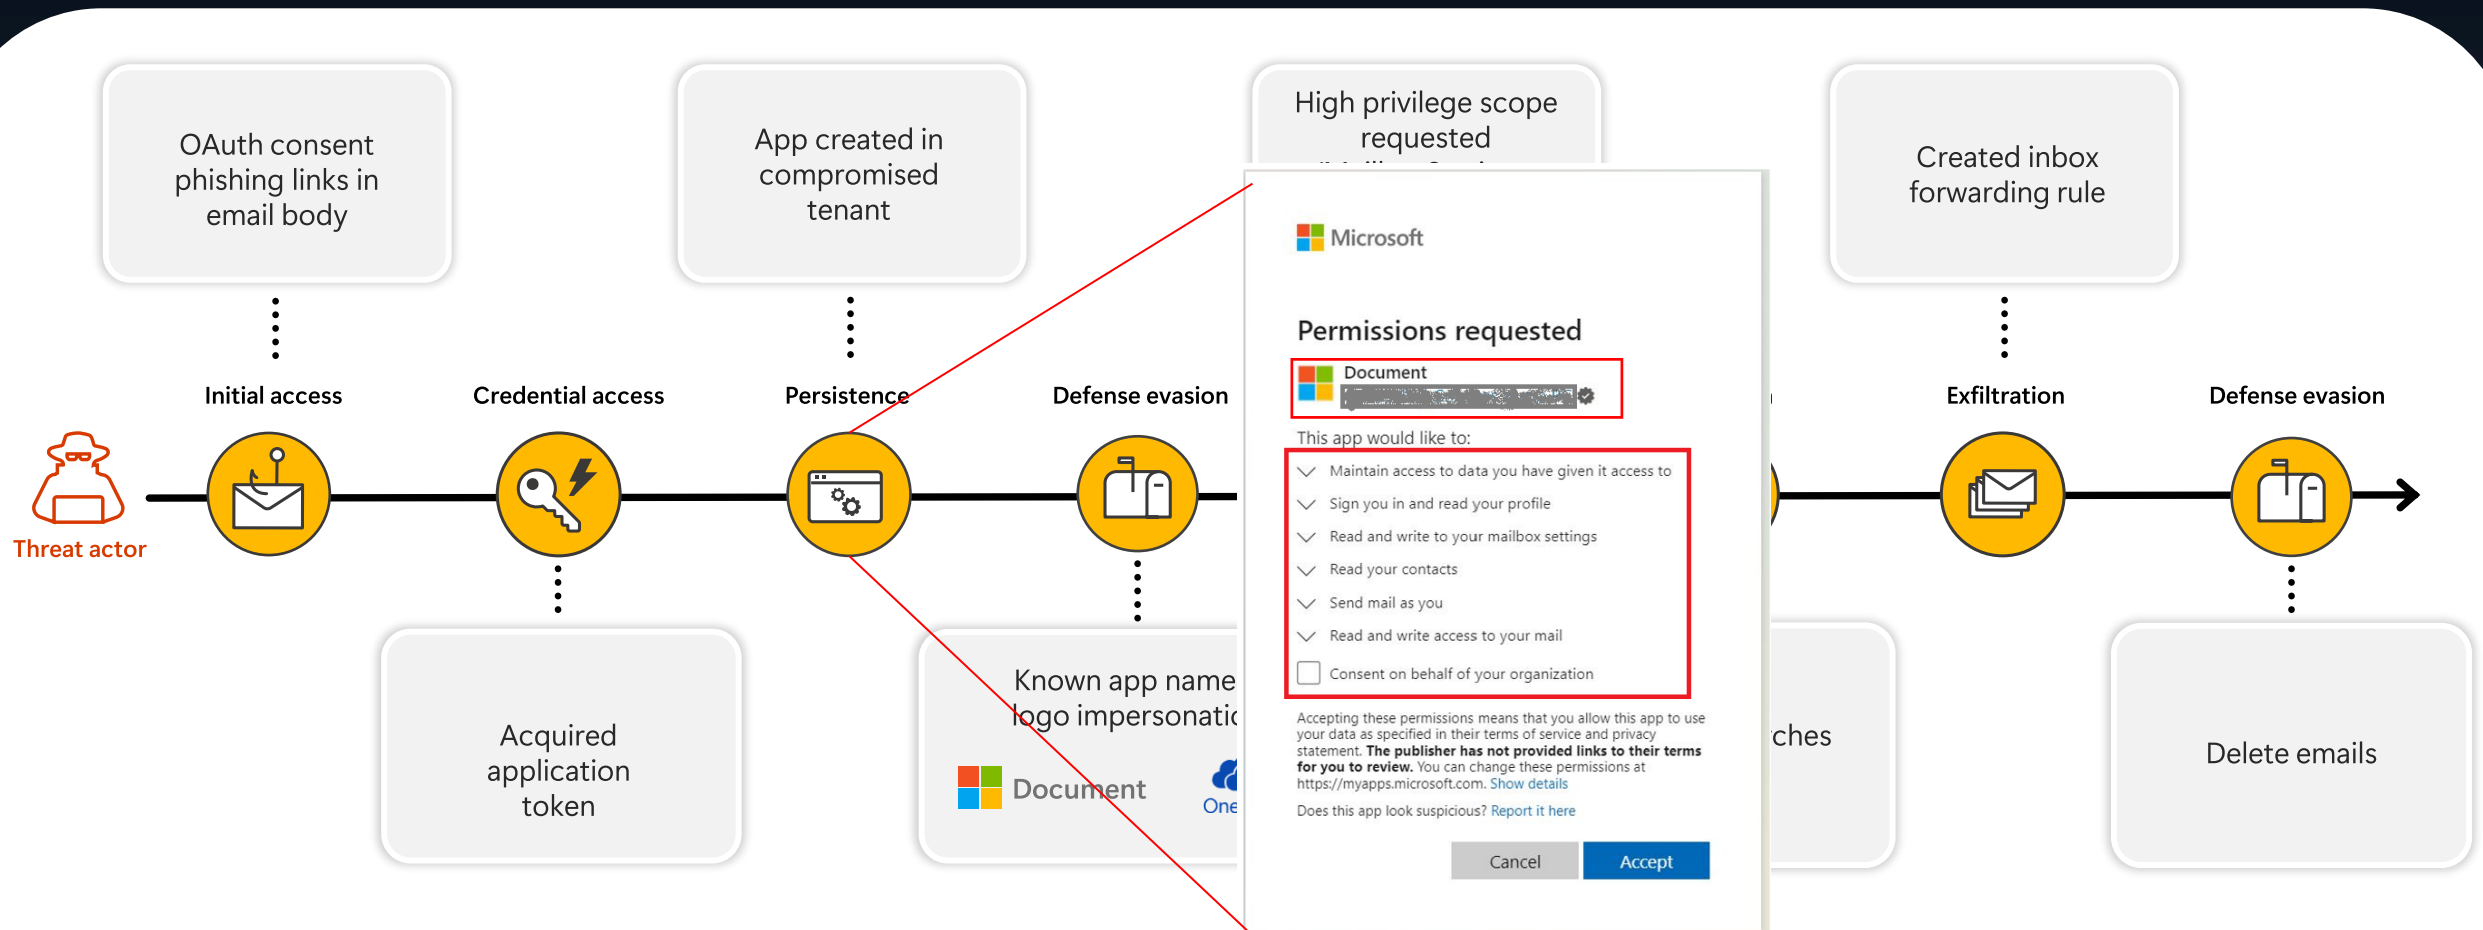 OAuth consent
phishing links in
email body
App created in
compromised
tenant
High privilege scope
requested
Created inbox
forwarding rule
Initial access
Credential access
Persistence
Defense evasion
Exfiltration
Defense evasion
Threat actor
Acquired
application
token
Known app name
logo
Document
One
Delete emails
Microsoft
Permissions requested
Document
This app would like to:
Maintain access to data you have given it access to
Sign you in and read your profile
Read and write to your mailbox settings
Read your contacts
Send mail as you
Read and write access to your mail
Consent on behalf of your organization
Accepting these permissions means that you allow this app to use
your data as specified in their terms of service and privacy
statement. The publisher has not provided links to their terms
for you to review. You can change these permissions at
https://myapps.microsoft.com. Show details
Does this app look suspicious? Report it here
Cancel
Accept